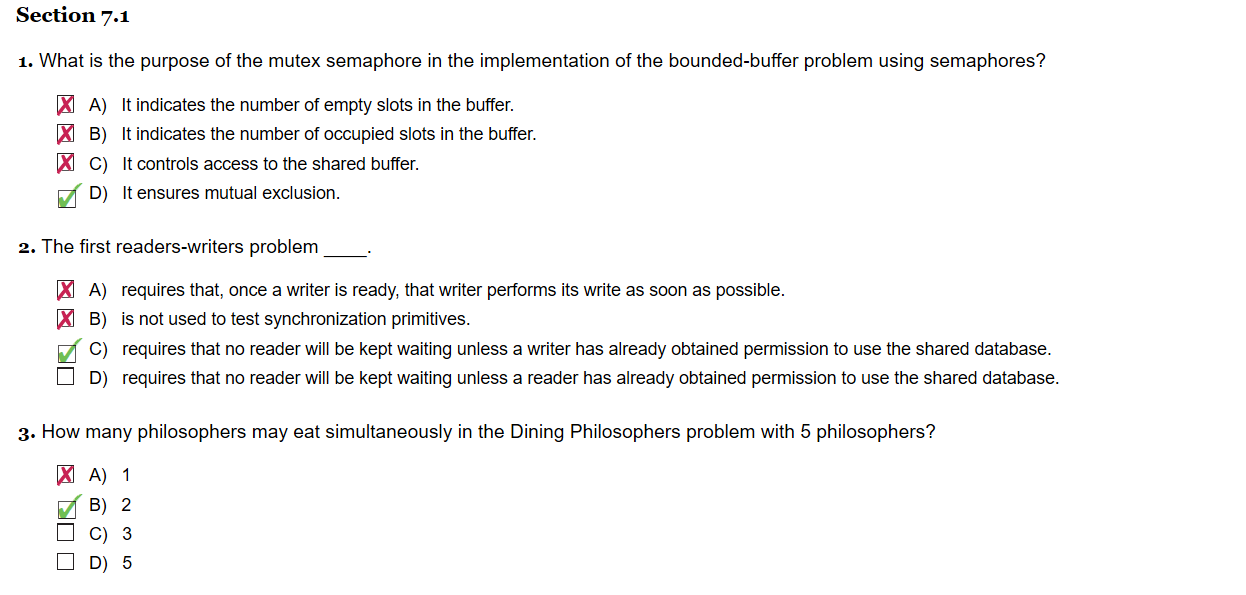 Section 7.1
1. What is the purpose of the mutex semaphore in the implementation of the bounded-buffer problem using semaphores?
A) It indicates the number of empty slots in the buffer.
B) It indicates the number of occupied slots in the buffer.
C) It controls access to the shared buffer.
D) It ensures mutual exclusion.
2. The first readers-writers problem ____.
A) requires that, once a writer is ready, that writer performs its write as soon as possible.
B) is not used to test synchronization primitives.
C) requires that no reader will be kept waiting unless a writer has already obtained permission to use the shared database.
D) requires that no reader will be kept waiting unless a reader has already obtained permission to use the shared database.
3. How many philosophers may eat simultaneously in the Dining Philosophers problem with 5 philosophers?
A) 1
B) 2
C) 3
D) 5